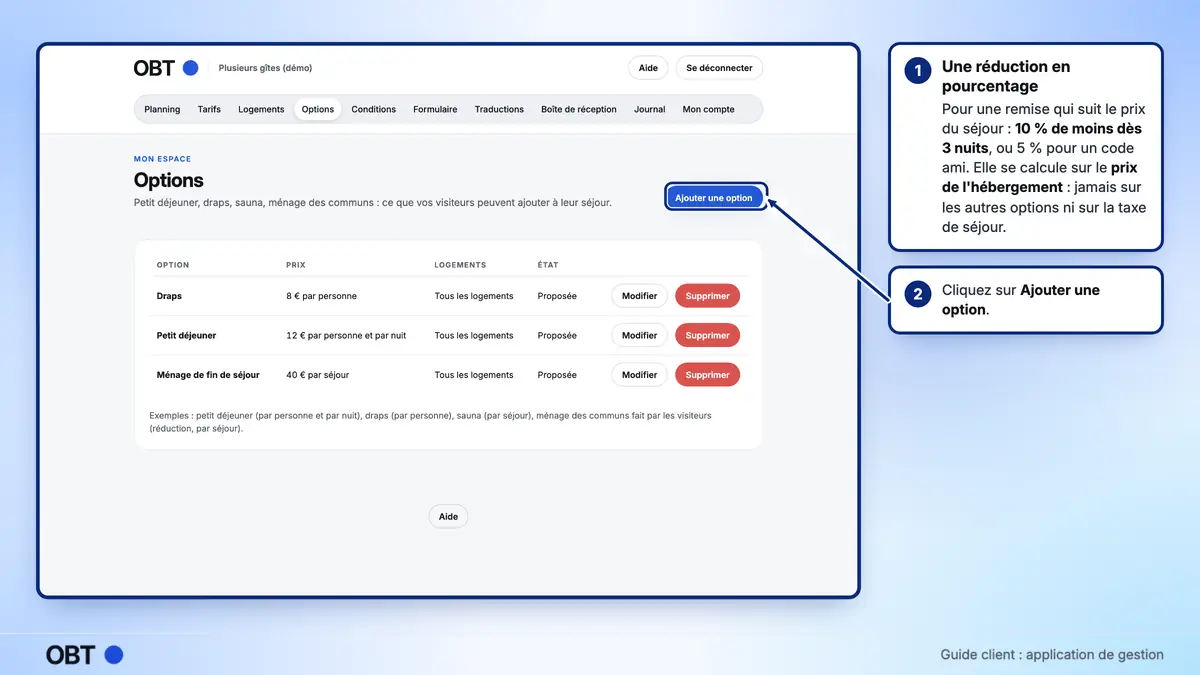 OBT
Plusieurs gîtes (démo)
Aide
Se déconnecter
Planning
Tarifs
Logements
Options
Conditions
Formulaire
Traductions
Boîte de réception
Journal
Mon compte
MON ESPACE
Options
Petit déjeuner, draps, sauna, ménage des communs : ce que vos visiteurs peuvent ajouter à leur séjour.
Ajouter une option
OPTION PRIX LOGEMENTS ÉTAT
Draps 8 € par personne Tous les logements Proposée Modifier Supprimer
Petit déjeuner 12 € par personne et par nuit Tous les logements Proposée Modifier Supprimer
Ménage de fin de séjour 40 € par séjour Tous les logements Proposée Modifier Supprimer
Exemples : petit déjeuner (par personne et par nuit), draps (par personne), sauna (par séjour), ménage des communs fait par les visiteurs
(réduction, par séjour).
Aide
1
Une réduction en
pourcentage
Pour une remise qui suit le prix
du séjour : 10 % de moins dès
3 nuits, ou 5 % pour un code
ami. Elle se calcule sur le prix
de l'hébergement : jamais sur
les autres options ni sur la taxe
de séjour.
2
Cliquez sur Ajouter une
option.
OBT
Guide client : application de gestion